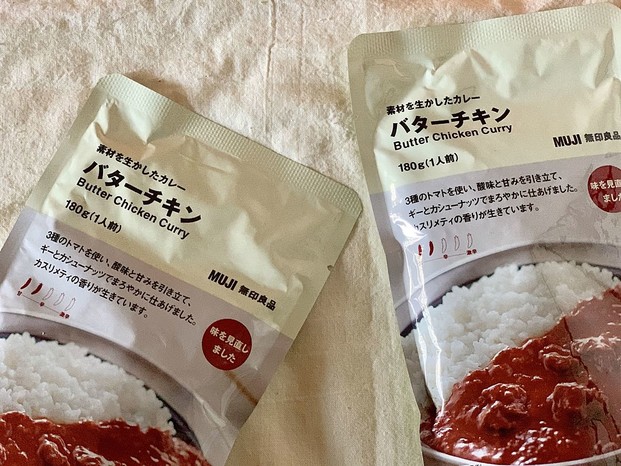 素材を生かしたカレー
バターチキン
Butter Chicken Curry
180g(1人前)
MUJI 無印良品
3種のトマトを使い、酸味と甘みを引き立て、
ギーとカシューナッツでまろやかに仕あげました。
カスリメティの香りが生きています。
味を見直し
ました
素材を生かしたカレー
バターチキン
Butter Chicken Curry
180g(1人前)
MUJI 無印良品
3種のトマトを使い、酸味と甘みを引き立て、
ギーとカシューナッツでまろやかに仕あげました。
カスリメティの香りが生きています。
味を見直
まし